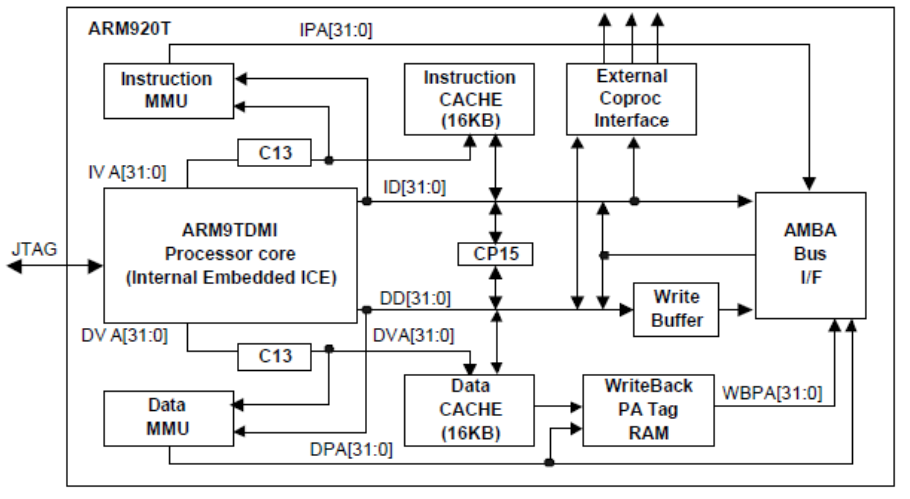 ARM920T
IPA[31:0]
Instruction
MMU
Instruction
CACHE
(16KB)
External
Coproc
Interface
C13
IV A[31:0]
ID[31:0]
ARM9TDMI
Processor core
(Internal Embedded ICE)
JTAG
CP15
AMBA
Bus
I/F
DD[31:0]
Write
Buffer
DV A[31:0]
C13
DVA[31:0]
Data
MMU
Data
CACHE
(16KB)
WriteBack
PA Tag
RAM
WBPA[31:0]
DPA[31:0]